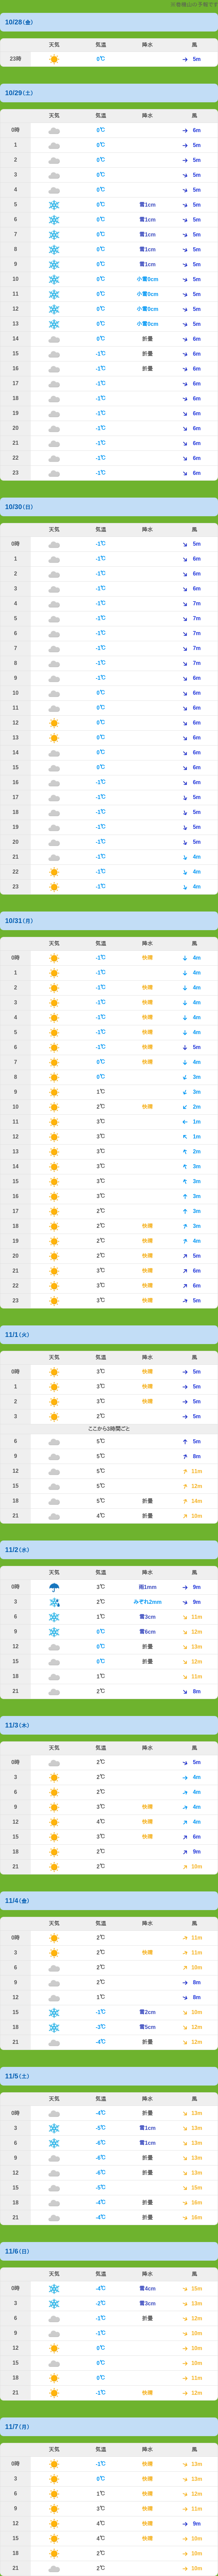 ※岩櫃山の予報です
10/28(金)
天気 気温 降水 風
23時 0℃ 5m
10/29(土)
天気 気温 降水 風
0時 0℃ 6m
1 0℃ 5m
2 0℃ 5m
3 0℃ 5m
4 0℃ 5m
5 0℃ 雪1cm 5m
6 0℃ 雪1cm 5m
7 0℃ 雪1cm 5m
8 0℃ 雪1cm 5m
9 0℃ 雪1cm 5m
10 0℃ 小雪0cm 5m
11 0℃ 小雪0cm 5m
12 0℃ 小雪0cm 5m
13 0℃ 小雪0cm 5m
14 0℃ 折曇 6m
15 -1℃ 折曇 6m
16 -1℃ 折曇 6m
17 -1℃ 6m
18 -1℃ 6m
19 -1℃ 6m
20 -1℃ 6m
21 -1℃ 6m
22 -1℃ 6m
23 -1℃ 6m
10/30(日)
天気 気温 降水 風
0時 -1℃ 5m
1 -1℃ 6m
2 -1℃ 6m
3 -1℃ 6m
4 -1℃ 7m
5 -1℃ 7m
6 -1℃ 7m
7 -1℃ 7m
8 -1℃ 7m
9 -1℃ 6m
10 0℃ 6m
11 0℃ 6m
12 0℃ 6m
13 0℃ 6m
14 0℃ 6m
15 0℃ 6m
16 -1℃ 6m
17 -1℃ 5m
18 -1℃ 5m
19 -1℃ 5m
20 -1℃ 5m
21 -1℃ 4m
22 -1℃ 4m
23 -1℃ 4m
10/31(月)
天気 気温 降水 風
0時 -1℃ 快晴 4m
1 -1℃ 4m
2 -1℃ 快晴 4m
3 -1℃ 快晴 4m
4 -1℃ 快晴 4m
5 -1℃ 快晴 4m
6 -1℃ 快晴 5m
7 0℃ 快晴 4m
8 0℃ 3m
9 1℃ 3m
10 2℃ 快晴 2m
11 3℃ 1m
12 3℃ 1m
13 3℃ 2m
14 3℃ 3m
15 3℃ 3m
16 3℃ 3m
17 2℃ 3m
18 2℃ 快晴 3m
19 2℃ 快晴 4m
20 2℃ 快晴 5m
21 3℃ 快晴 6m
22 3℃ 快晴 6m
23 3℃ 快晴 5m
11/1(火)
天気 気温 降水 風
0時 3℃ 快晴 5m
1 3℃ 快晴 5m
2 3℃ 快晴 5m
3 2℃ 5m
ここから3時間ごと
6 5℃ 5m
9 5℃ 8m
12 5℃ 11m
15 5℃ 12m
18 5℃ 折曇 14m
21 4℃ 折曇 10m
11/2(水)
天気 気温 降水 風
0時 3℃ 雨1mm 9m
3 2℃ みぞれ2mm 9m
6 1℃ 雪3cm 11m
9 0℃ 雪6cm 12m
12 0℃ 折曇 13m
15 0℃ 折曇 12m
18 1℃ 11m
21 2℃ 8m
11/3(木)
天気 気温 降水 風
0時 2℃ 5m
3 2℃ 4m
6 2℃ 4m
9 3℃ 快晴 4m
12 4℃ 快晴 4m
15 3℃ 快晴 6m
18 2℃ 9m
21 2℃ 10m
11/4(金)
天気 気温 降水 風
0時 2℃ 11m
3 2℃ 快晴 11m
6 2℃ 10m
9 2℃ 8m
12 1℃ 8m
15 -1℃ 雪2cm 10m
18 -3℃ 雪5cm 12m
21 -4℃ 折曇 12m
11/5(土)
天気 気温 降水 風
0時 -4℃ 折曇 12m
3 -5℃ 雪1cm 13m
6 -6℃ 雪1cm 13m
9 -6℃ 折曇 13m
12 -6℃ 折曇 13m
15 -5℃ 15m
18 -4℃ 折曇 16m
21 -4℃ 折曇 16m
11/6(日)
天気 気温 降水 風
0時 -4℃ 雪4cm 15m
3 -2℃ 雪3cm 13m
6 -1℃ 折曇 12m
9 -1℃ 10m
12 0℃ 10m
15 0℃ 10m
18 0℃ 11m
21 -1℃ 快晴 12m
11/7(月)
天気 気温 降水 風
0時 -1℃ 快晴 13m
3 0℃ 快晴 13m
6 1℃ 快晴 12m
9 3℃ 快晴 11m
12 4℃ 快晴 9m
15 4℃ 快晴 10m
18 2℃ 10m
21 2℃ 10m